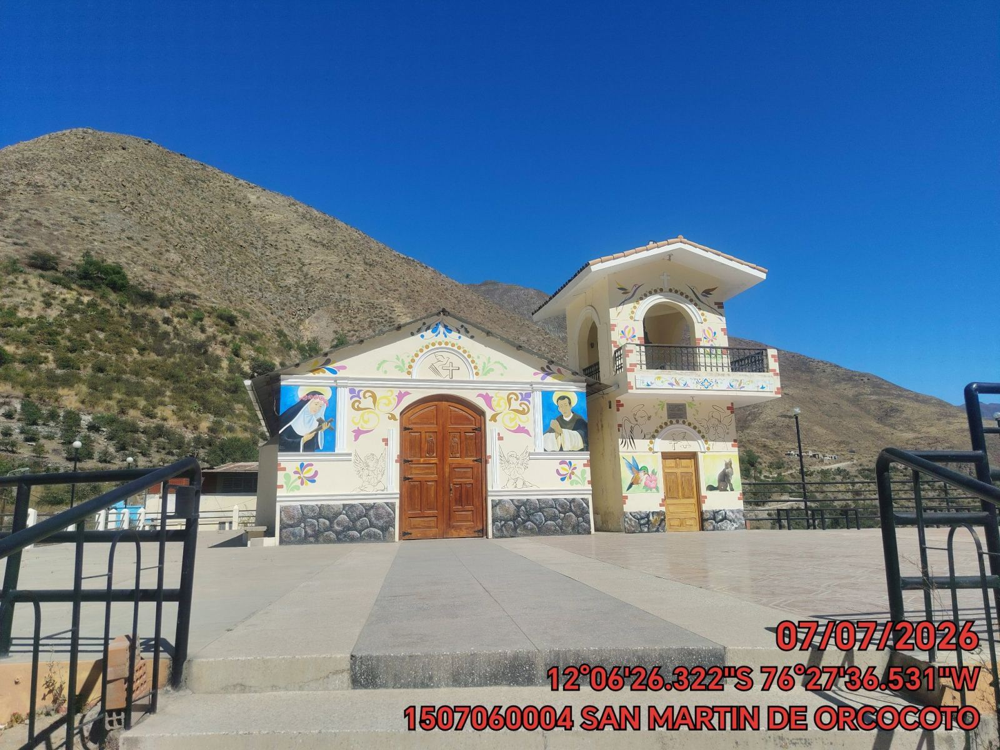 07/07/2026
12°06'26.322"S 76°27'36.531"W
1507060004 SAN MARTIN DE ORCOCOTO